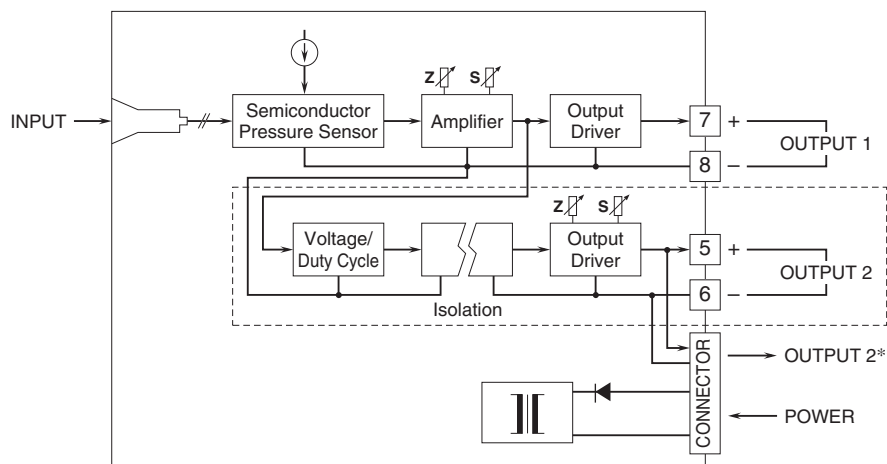 Z S
INPUT
Semiconductor
Pressure Sensor
Amplifier
Output
Driver
7 +
OUTPUT 1
8 –
Z S
Voltage/
Duty Cycle
Output
Driver
5 +
OUTPUT 2
6 –
Isolation
CONNECTOR
OUTPUT 2*
POWER